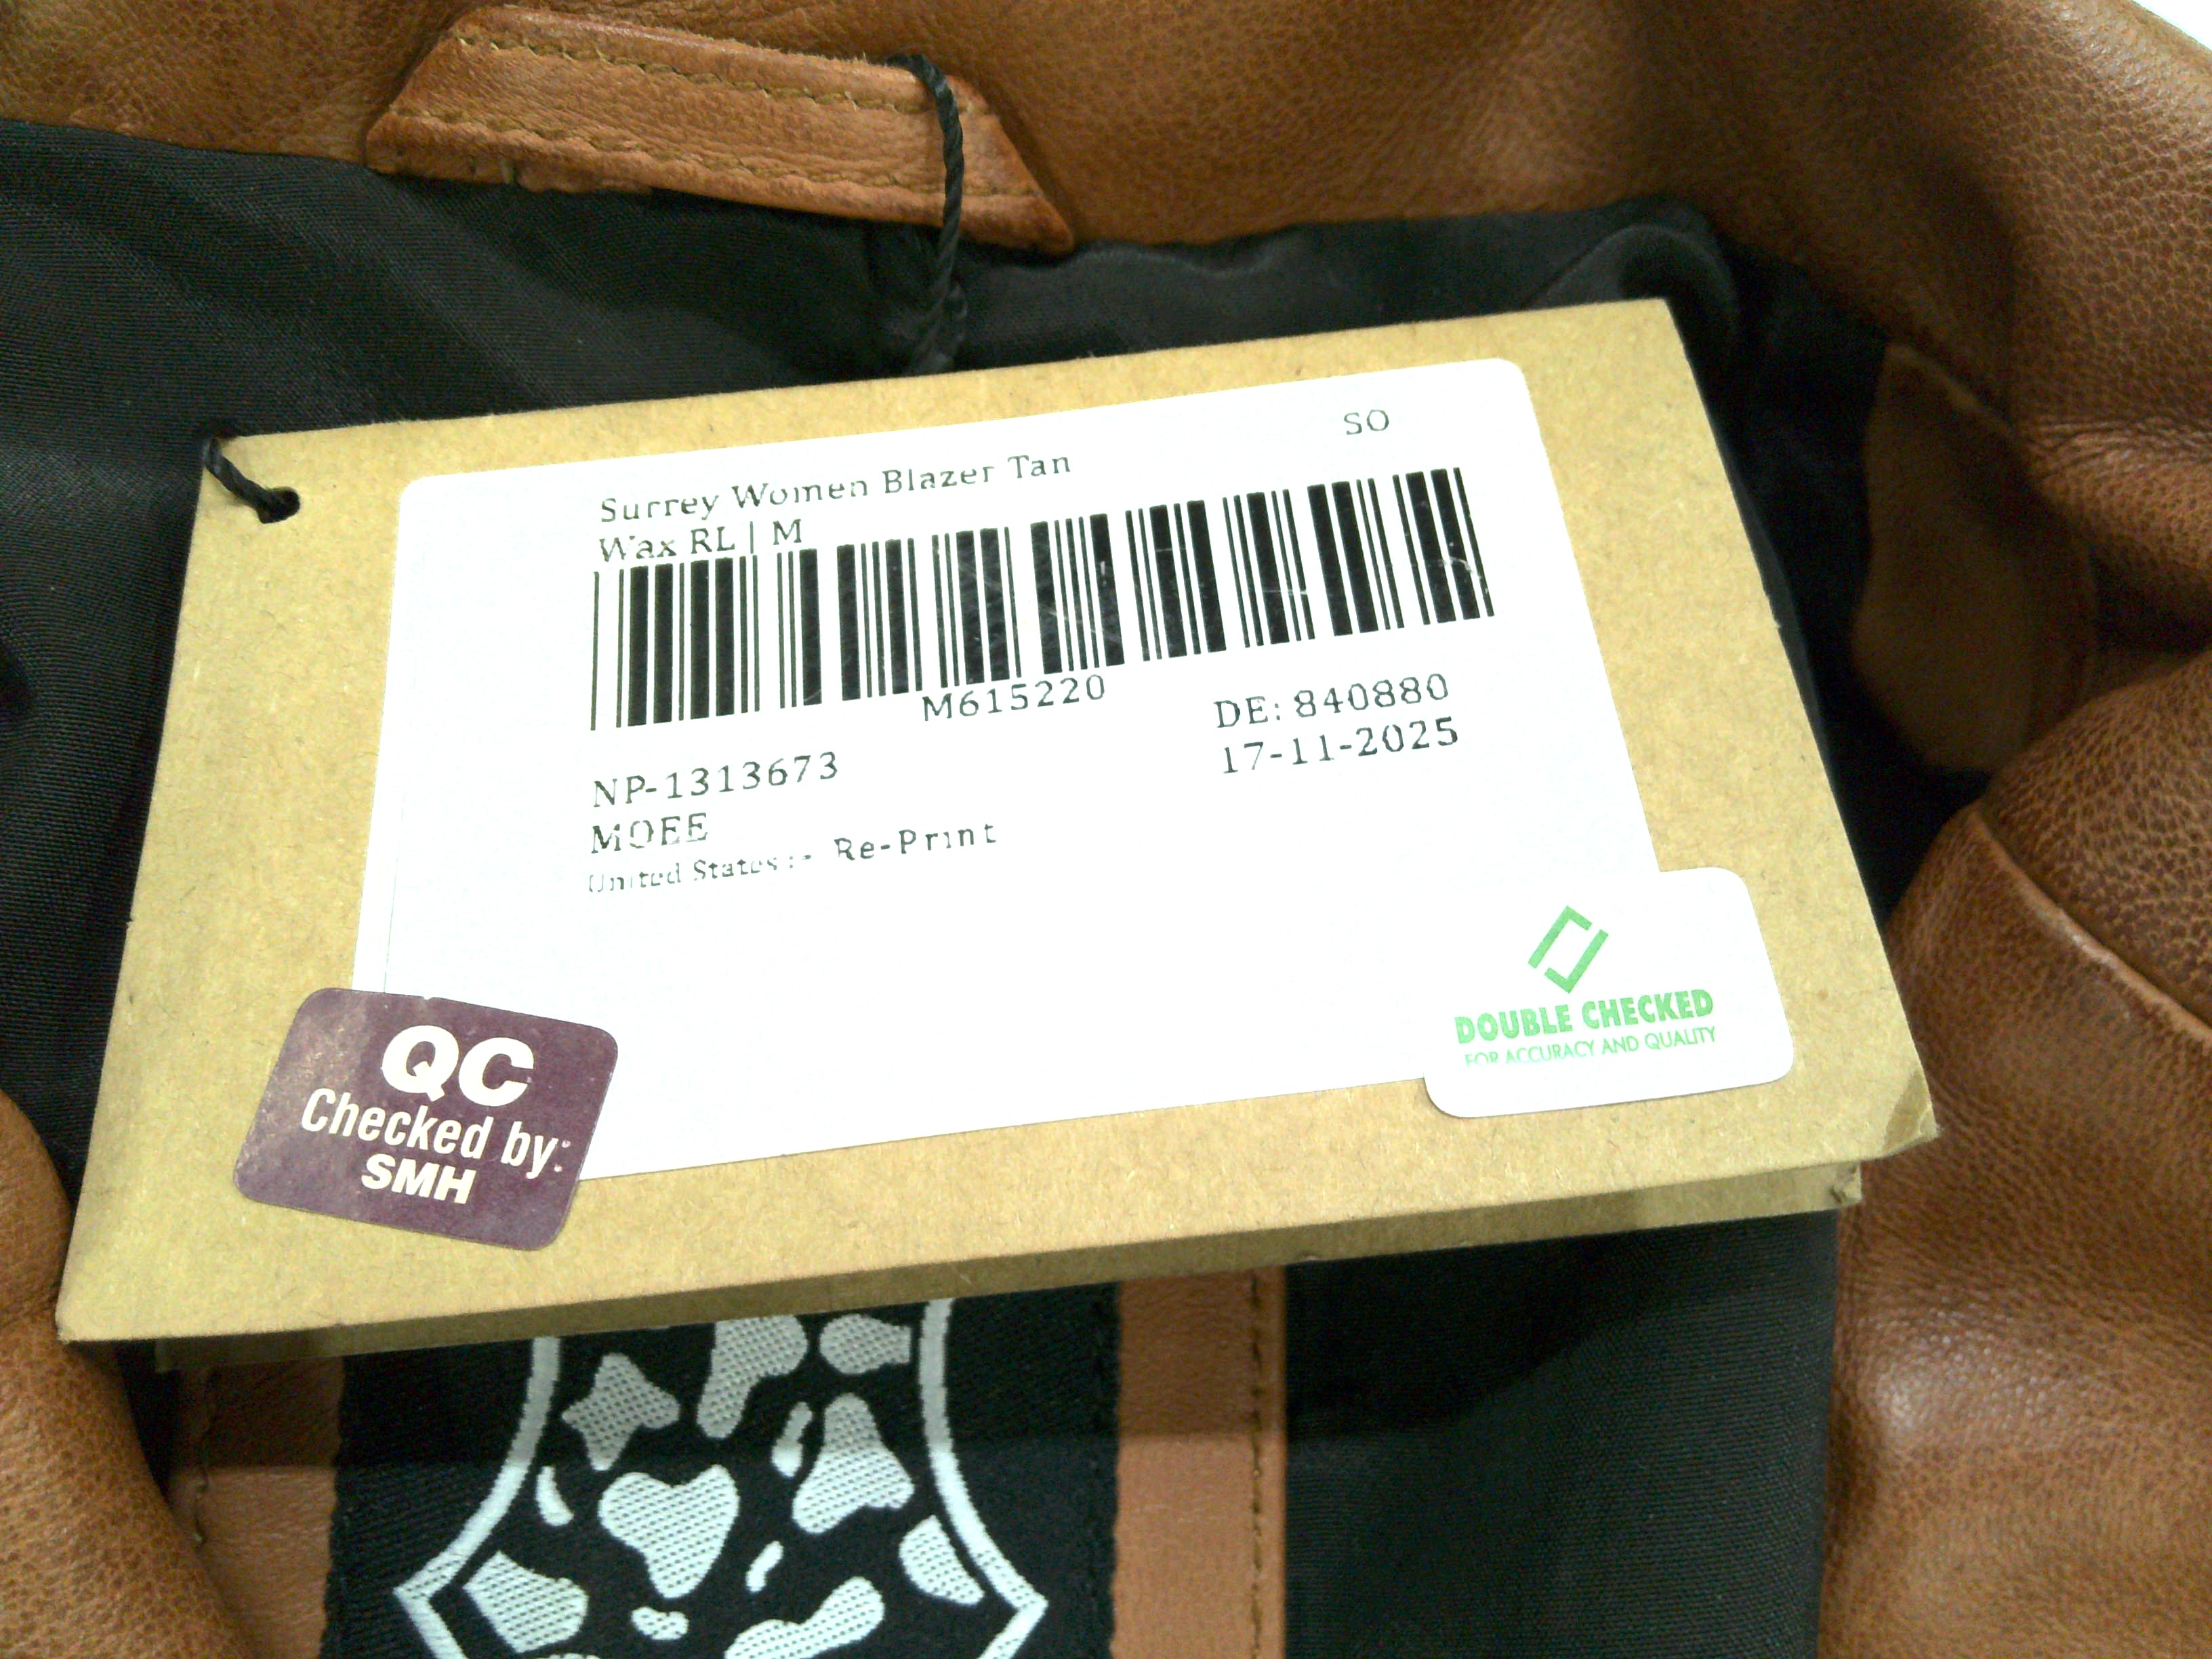 SO
Surrey Women Blazer Tan
Wax RL | M
M615220
DE: 840880
NP-1313673
17-11-2025
MOEE
United States :- Re-Print
DOUBLE CHECKED
FOR ACCURACY AND QUALITY
QC
Checked by:
SMH